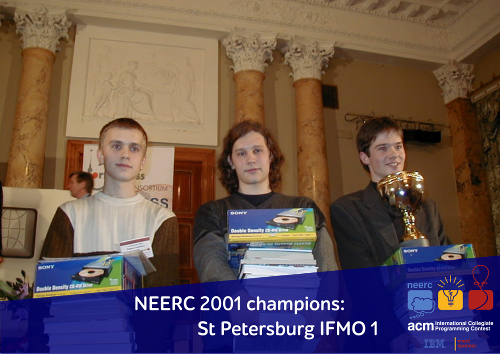 SONY
Double Density CD-RW Drive
SONY
Double Density CD-RW Drive
SONY
NEERC 2001 champions:
St Petersburg IFMO 1
neerc
acm International Collegiate
Programming Contest
IBM